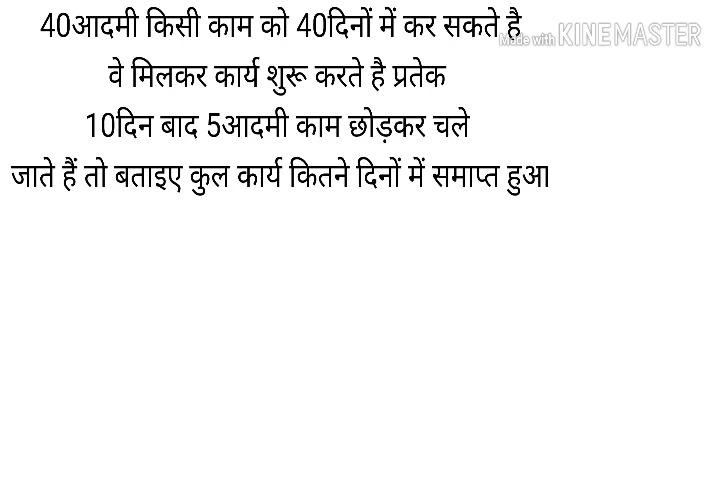 40आदमी किसी काम को 40दिनों में कर सकते है
Made with KINEMASTER
वे मिलकर कार्य शुरू करते है प्रतेक
10दिन बाद 5आदमी काम छोड़कर चले
जाते हैं तो बताइए कुल कार्य कितने दिनों में समाप्त हुआ